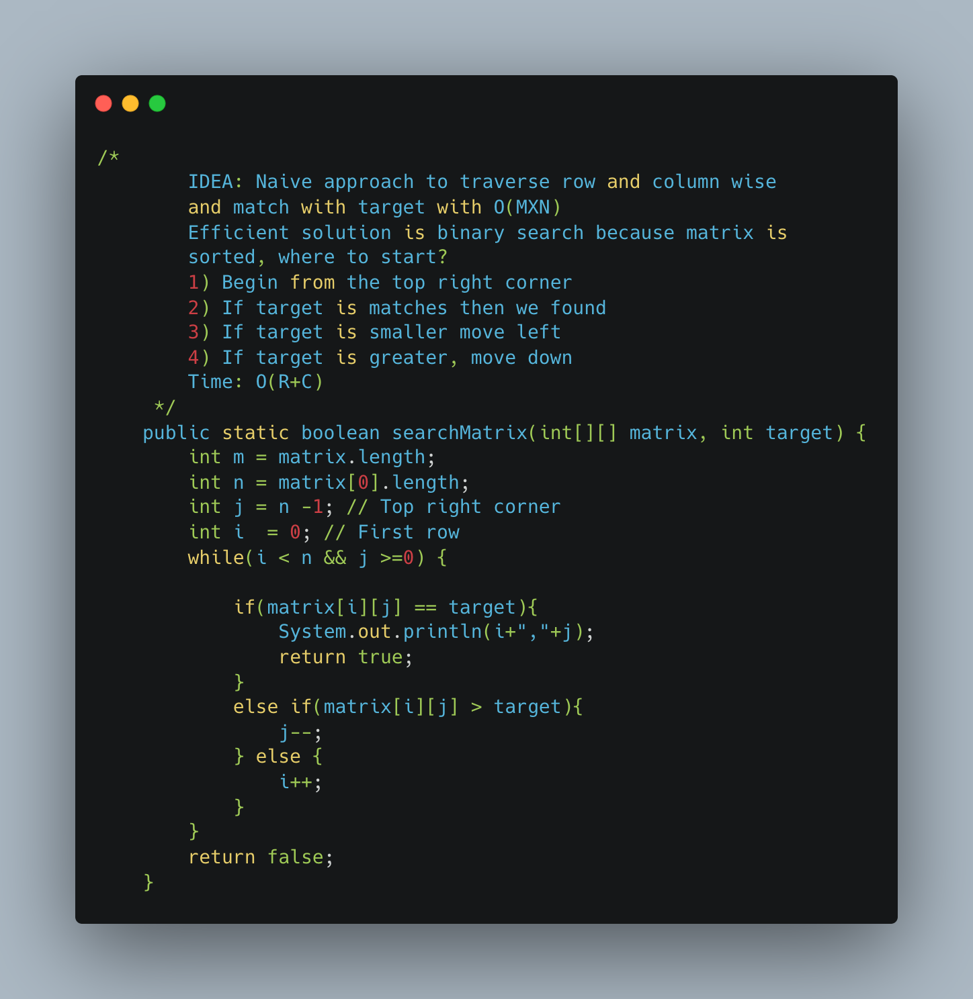 /*
        IDEA: Naive approach to traverse row and column wise
        and match with target with O(MXN)
        Efficient solution is binary search because matrix is
        sorted, where to start?
        1) Begin from the top right corner
        2) If target is matches then we found
        3) If target is smaller move left
        4) If target is greater, move down
        Time: O(R+C)
     */
    public static boolean searchMatrix(int[][] matrix, int target) {
        int m = matrix.length;
        int n = matrix[0].length;
        int j = n -1; // Top right corner
        int i  = 0; // First row
        while(i < n && j >=0) {

            if(matrix[i][j] == target){
                System.out.println(i+","+j);
                return true;
            }
            else if(matrix[i][j] > target){
                j--;
            } else {
                i++;
            }
        }
        return false;
    }